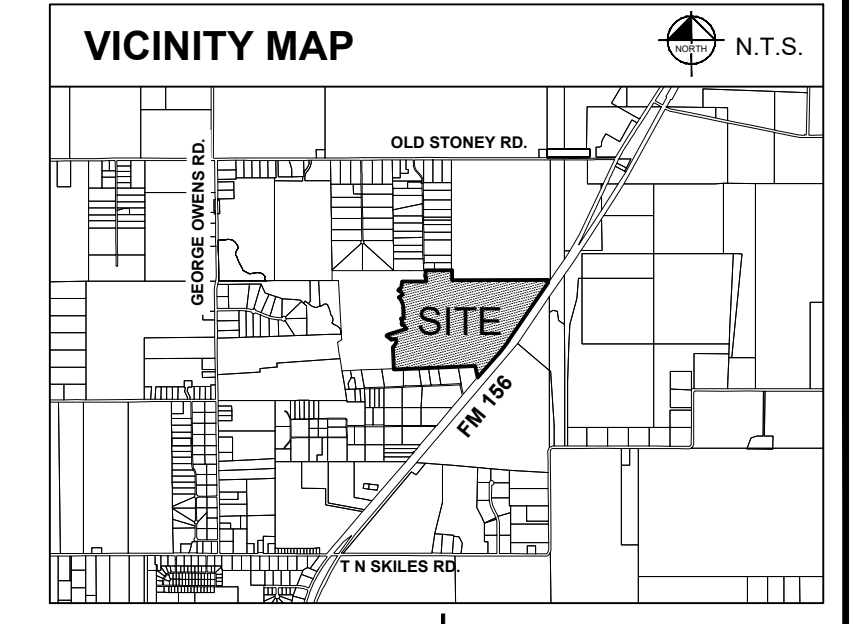 VICINITY MAP
NORTH
N.T.S.
OLD STONEY RD.
GEORGE OWENS RD.
SITE
FM 156
T N SKILES RD.